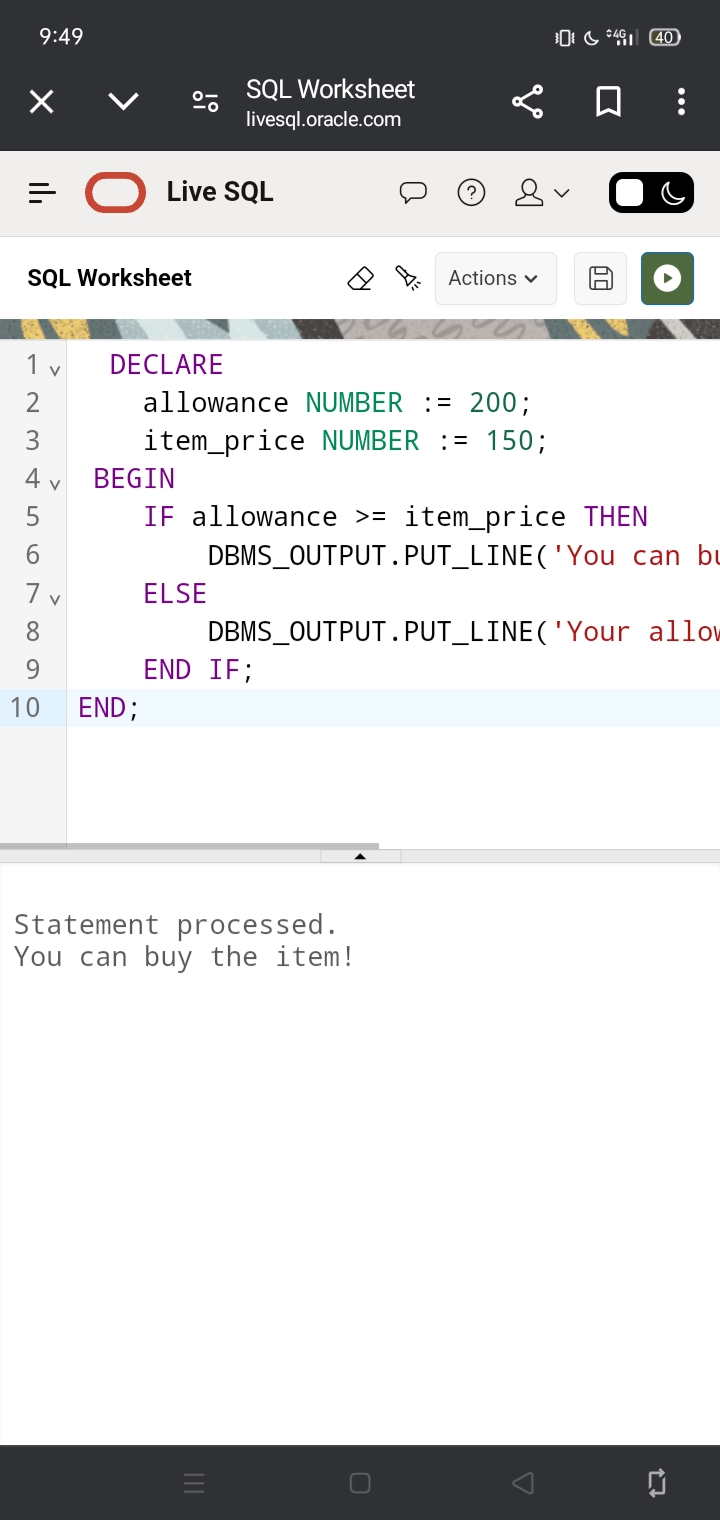 9:49
4G
40
SQL Worksheet
livesql.oracle.com
Live SQL
SQL Worksheet
Actions
1 DECLARE
2 allowance NUMBER := 200;
3 item_price NUMBER := 150;
4 BEGIN
5 IF allowance >= item_price THEN
6 DBMS_OUTPUT.PUT_LINE('You can bu
7 ELSE
8 DBMS_OUTPUT.PUT_LINE('Your allow
9 END IF;
10 END;
Statement processed.
You can buy the item!